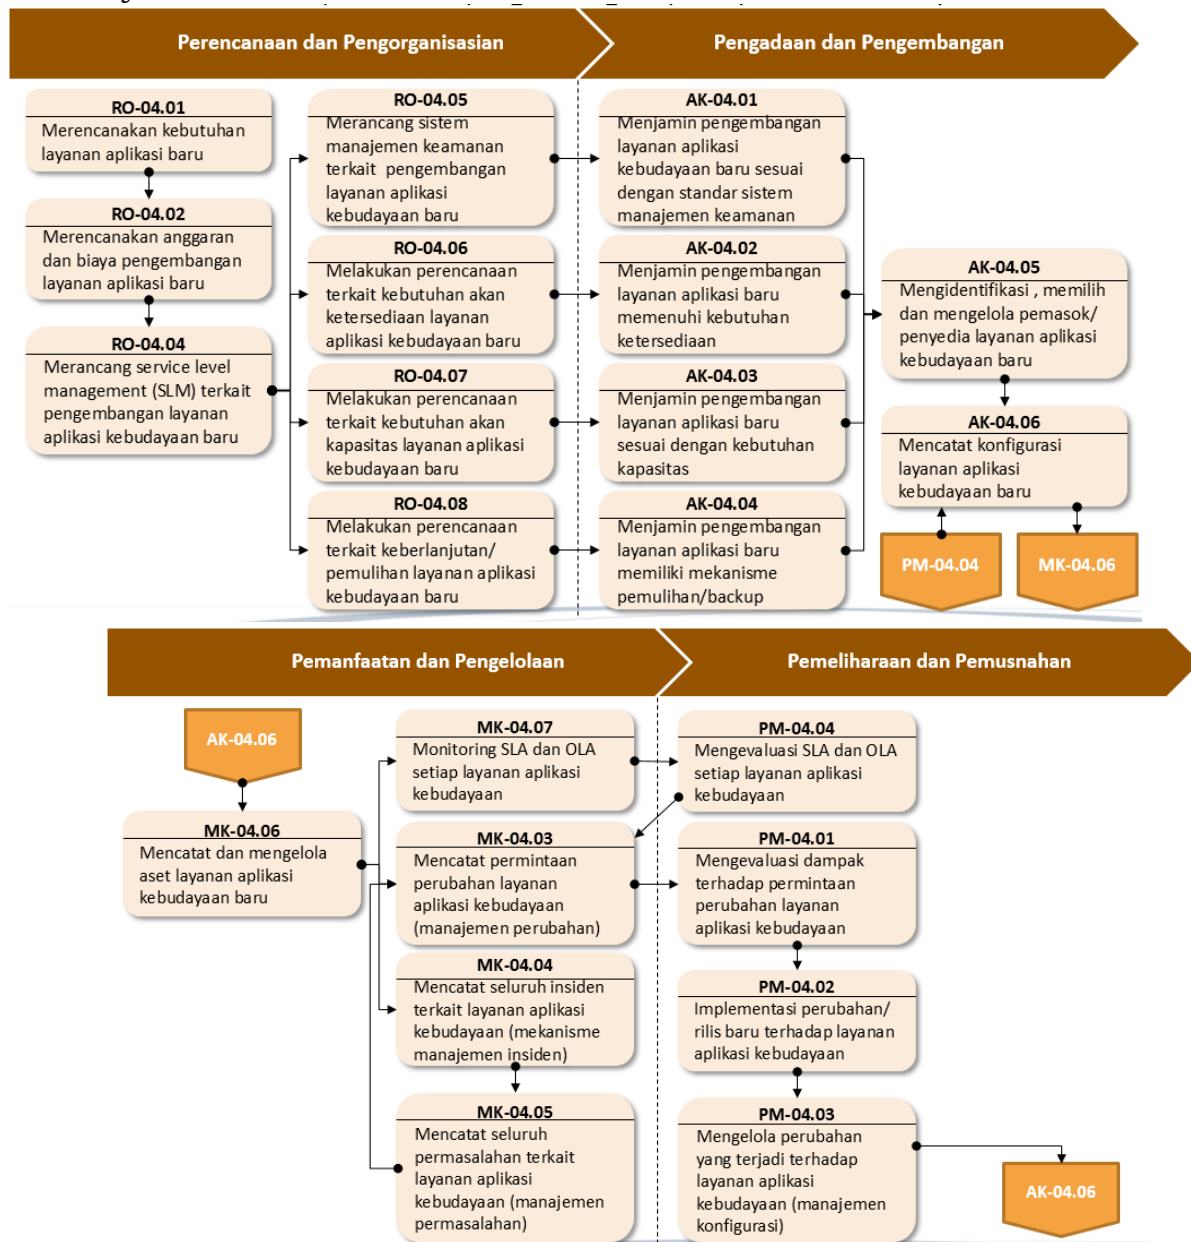 Perencanaan dan Pengorganisasian
Pengadaan dan Pengembangan
RO-04.01
Merencanakan kebutuhan
layanan aplikasi baru
RO-04.02
Merencanakan anggaran
dan biaya pengembangan
layanan aplikasi baru
RO-04.04
Merancang service level
management (SLM) terkait
pengembangan layanan
aplikasi kebudayaan baru
RO-04.05
Merancang sistem
manajemen keamanan
terkait pengembangan
layanan aplikasi
kebudayaan baru
RO-04.06
Melakukan perencanaan
terkait kebutuhan akan
ketersediaan layanan
aplikasi kebudayaan baru
RO-04.07
Melakukan perencanaan
terkait kebutuhan akan
kapasitas layanan aplikasi
kebudayaan baru
RO-04.08
Melakukan perencanaan
terkait keberlanjutan/
pemulihan layanan aplikasi
kebudayaan baru
AK-04.01
Menjamin pengembangan
layanan aplikasi
kebudayaan baru sesuai
dengan standar sistem
manajemen keamanan
AK-04.02
Menjamin pengembangan
layanan aplikasi baru
memenuhi kebutuhan
ketersediaan
AK-04.03
Menjamin pengembangan
layanan aplikasi baru
sesuai dengan kebutuhan
kapasitas
AK-04.04
Menjamin pengembangan
layanan aplikasi baru
memiliki mekanisme
pemulihan/backup
AK-04.05
Mengidentifikasi , memilih
dan mengelola pemasok/
penyedia layanan aplikasi
kebudayaan baru
AK-04.06
Mencatat konfigurasi
layanan aplikasi
kebudayaan baru
PM-04.04
MK-04.06
Pemanfaatan dan Pengelolaan
Pemeliharaan dan Pemusnahan
AK-04.06
MK-04.06
Mencatat dan mengelola
aset layanan aplikasi
kebudayaan baru
MK-04.07
Monitoring SLA dan OLA
setiap layanan aplikasi
kebudayaan
MK-04.03
Mencatat permintaan
perubahan layanan
aplikasi kebudayaan
(manajemen perubahan)
MK-04.04
Mencatat seluruh insiden
terkait layanan aplikasi
kebudayaan (mekanisme
manajemen insiden)
MK-04.05
Mencatat seluruh
permasalahan terkait
layanan aplikasi
kebudayaan (manajemen
permasalahan)
PM-04.04
Mengevaluasi SLA dan OLA
setiap layanan aplikasi
kebudayaan
PM-04.01
Mengevaluasi dampak
terhadap permintaan
perubahan layanan
aplikasi kebudayaan
PM-04.02
Implementasi perubahan/
rilis baru terhadap layanan
aplikasi kebudayaan
PM-04.03
Mengelola perubahan
yang terjadi terhadap
layanan aplikasi
kebudayaan (manajemen
konfigurasi)
AK-04.06